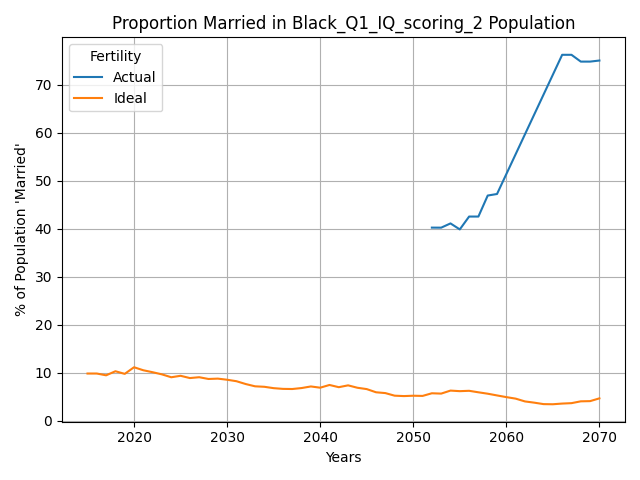 Proportion Married in Black_Q1_IQ_scoring_2 Population
Fertility
Actual
Ideal
% of Population 'Married'
70
60
50
40
30
20
10
0
2020
2030
2040
2050
2060
2070
Years